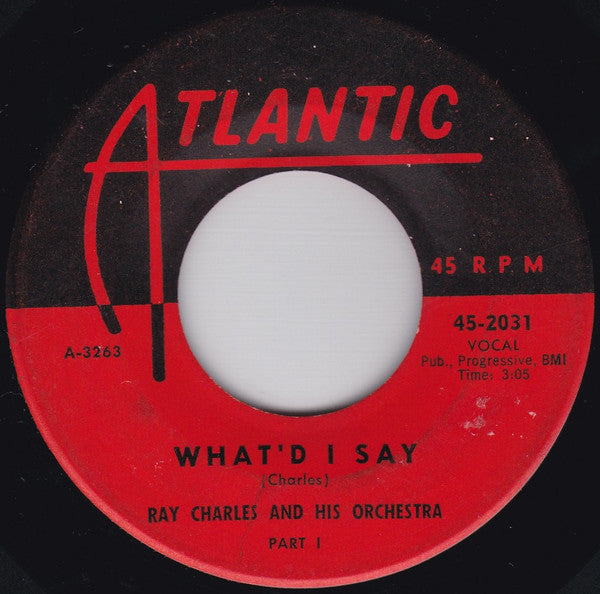 ATLANTIC
45 RPM
A-3263
45-2031
VOCAL
Pub., Progressive, BMI
Time: 3:05
WHAT'D I SAY
(Charles)
RAY CHARLES AND HIS ORCHESTRA
PART I